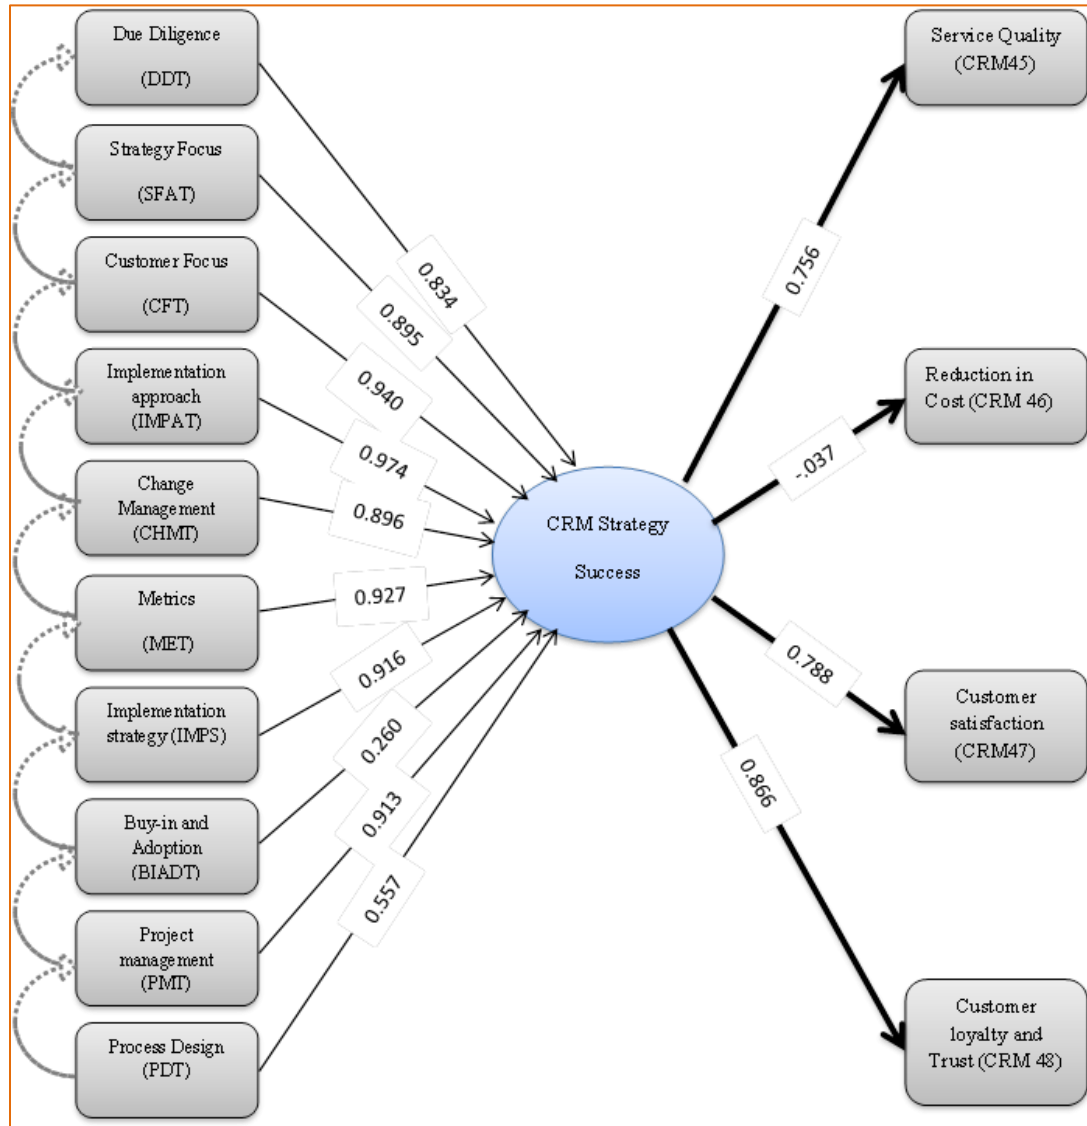 Due Diligence
(DDT)
Strategy Focus
(SFAT)
Customer Focus
(CFT)
Implementation
approach
(IMPAT)
Change
Management
(CHMT)
Metrics
(MET)
Implementation
strategy (IMPS)
Buy-in and
Adoption
(BIADT)
Project
management
(PMT)
Process Design
(PDT)
0.834
0.895
0.940
0.974
0.896
0.927
0.916
0.260
0.913
0.557
CRM Strategy
Success
0.756
-.037
0.788
0.866
Service Quality
(CRM45)
Reduction in
Cost (CRM 46)
Customer
satisfaction
(CRM47)
Customer
loyalty and
Trust (CRM 48)